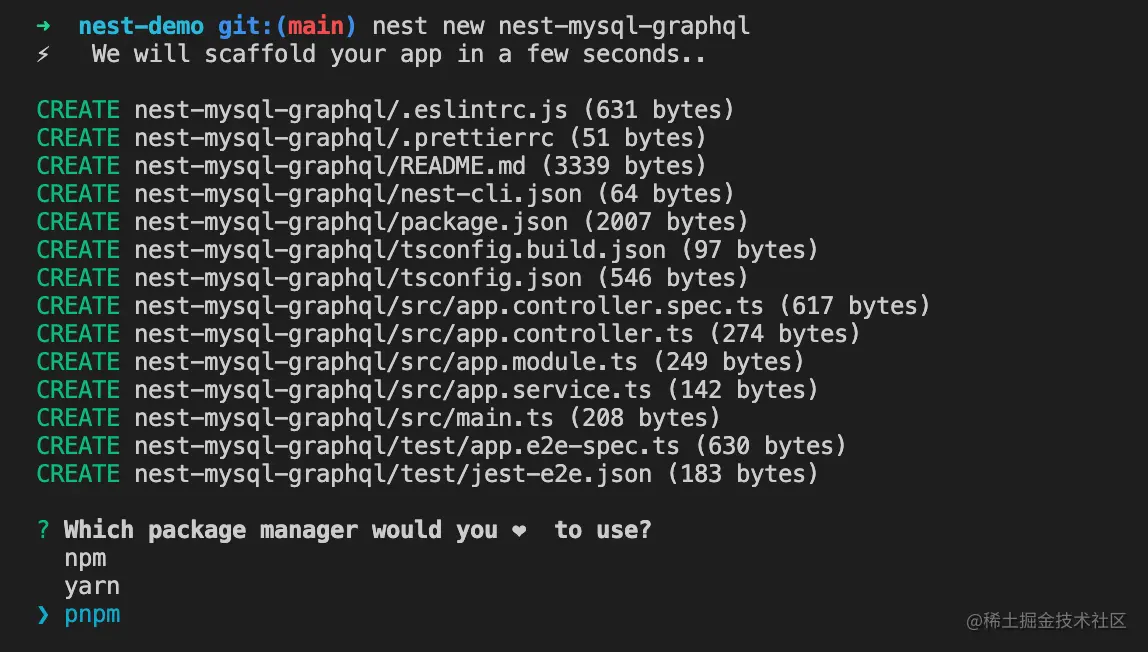 ➜  nest-demo git:(main) nest new nest-mysql-graphql
⚡  We will scaffold your app in a few seconds..
CREATE nest-mysql-graphql/.eslintrc.js (631 bytes)
CREATE nest-mysql-graphql/.prettierrc (51 bytes)
CREATE nest-mysql-graphql/README.md (3339 bytes)
CREATE nest-mysql-graphql/nest-cli.json (64 bytes)
CREATE nest-mysql-graphql/package.json (2007 bytes)
CREATE nest-mysql-graphql/tsconfig.build.json (97 bytes)
CREATE nest-mysql-graphql/tsconfig.json (546 bytes)
CREATE nest-mysql-graphql/src/app.controller.spec.ts (617 bytes)
CREATE nest-mysql-graphql/src/app.controller.ts (274 bytes)
CREATE nest-mysql-graphql/src/app.module.ts (249 bytes)
CREATE nest-mysql-graphql/src/app.service.ts (142 bytes)
CREATE nest-mysql-graphql/src/main.ts (208 bytes)
CREATE nest-mysql-graphql/test/app.e2e-spec.ts (630 bytes)
CREATE nest-mysql-graphql/test/jest-e2e.json (183 bytes)
? Which package manager would you ❤  to use?
npm
yarn
❯ pnpm
@稀土掘金技术社区